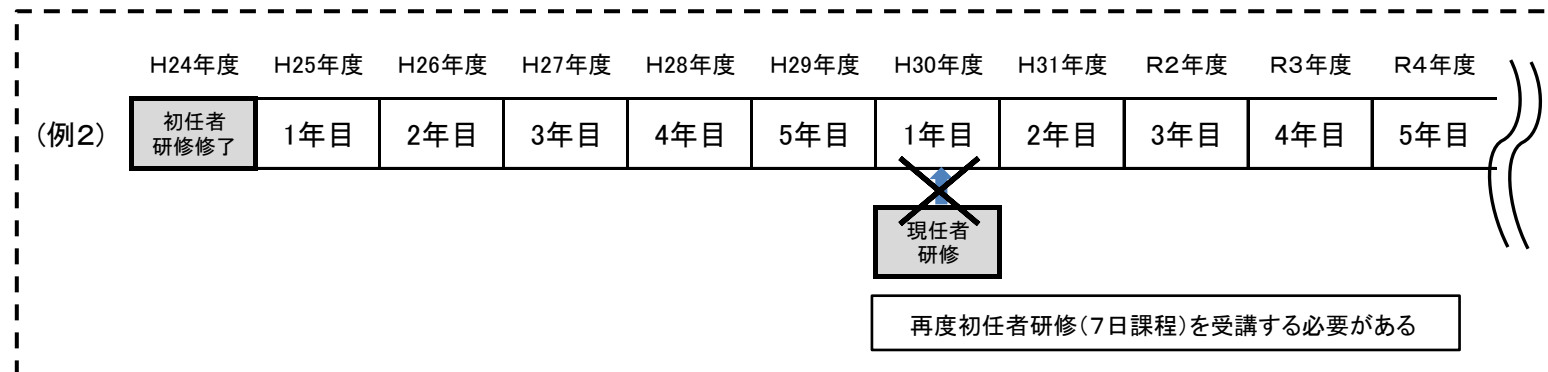 H24年度 H25年度 H26年度 H27年度 H28年度 H29年度 H30年度 H31年度 R2年度 R3年度 R4年度
(例2) 初任者研修修了 1年目 2年目 3年目 4年目 5年目 1年目 2年目 3年目 4年目 5年目
現任者
研修
再度初任者研修(7日課程)を受講する必要がある